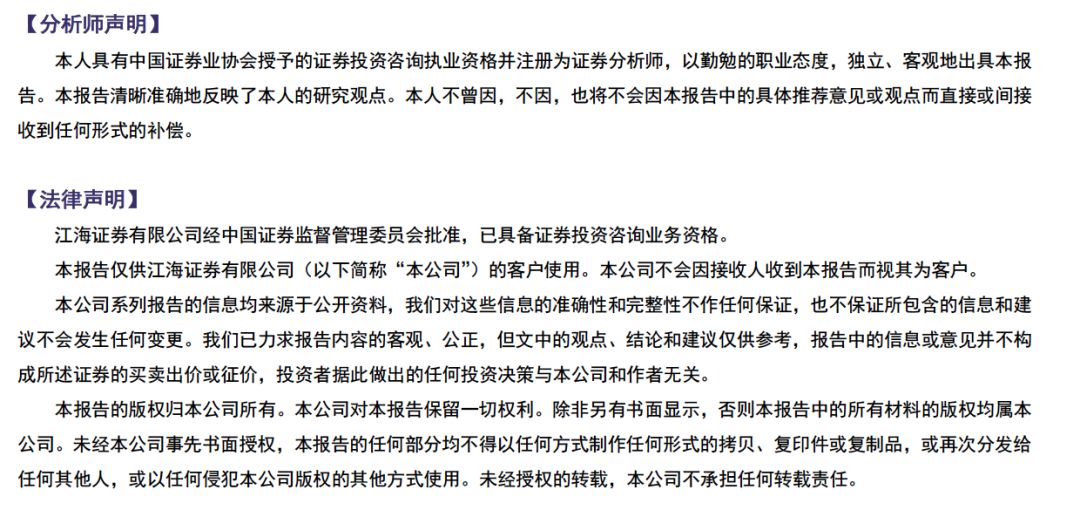 【分析师声明】
本人具有中国证券业协会授予的证券投资咨询执业资格并注册为证券分析师，以勤勉的职业态度，独立、客观地出具本报
告。本报告清晰准确地反映了本人的研究观点。本人不曾因，不因，也将不会因本报告中的具体推荐意见或观点而直接或间接
收到任何形式的补偿。
【法律声明】
江海证券有限公司经中国证券监督管理委员会批准，已具备证券投资咨询业务资格。
本报告仅供江海证券有限公司（以下简称“本公司”）的客户使用。本公司不会因接收人收到本报告而视其为客户。
本公司系列报告的信息均来源于公开资料，我们对这些信息的准确性和完整性不作任何保证，也不保证所包含的信息和建
议不会发生任何变更。我们已力求报告内容的客观、公正，但文中的观点、结论和建议仅供参考，报告中的信息或意见并不构
成所述证券的买卖出价或征价，投资者据此做出的任何投资决策与本公司和作者无关。
本报告的版权归本公司所有。本公司对本报告保留一切权利。除非另有书面显示，否则本报告中的所有材料的版权均属本
公司。未经本公司事先书面授权，本报告的任何部分均不得以任何方式制作任何形式的拷贝、复印件或复制品，或再次分发给
任何其他人，或以任何侵犯本公司版权的其他方式使用。未经授权的转载，本公司不承担任何转载责任。